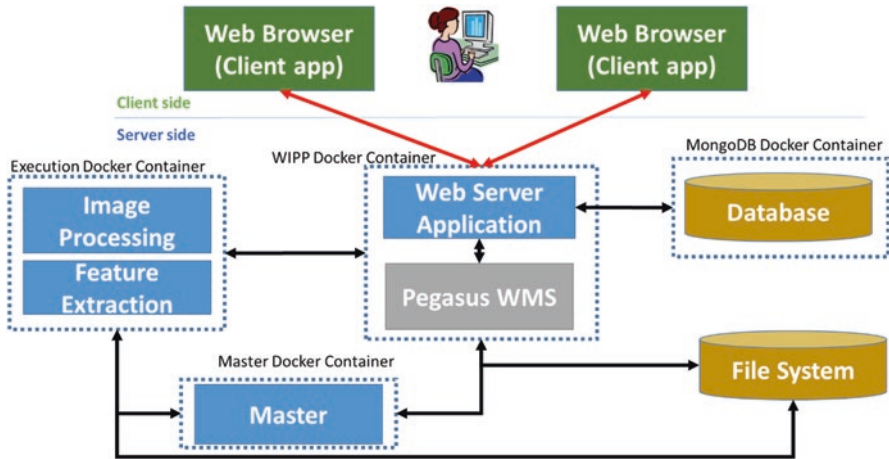 Web Browser
(Client app)
Web Browser
(Client app)
Client side
Server side
Execution Docker Container
WIPP Docker Container
MongoDB Docker Container
Image
Processing
Feature
Extraction
Web Server
Application
Pegasus WMS
Database
Master Docker Container
Master
File System